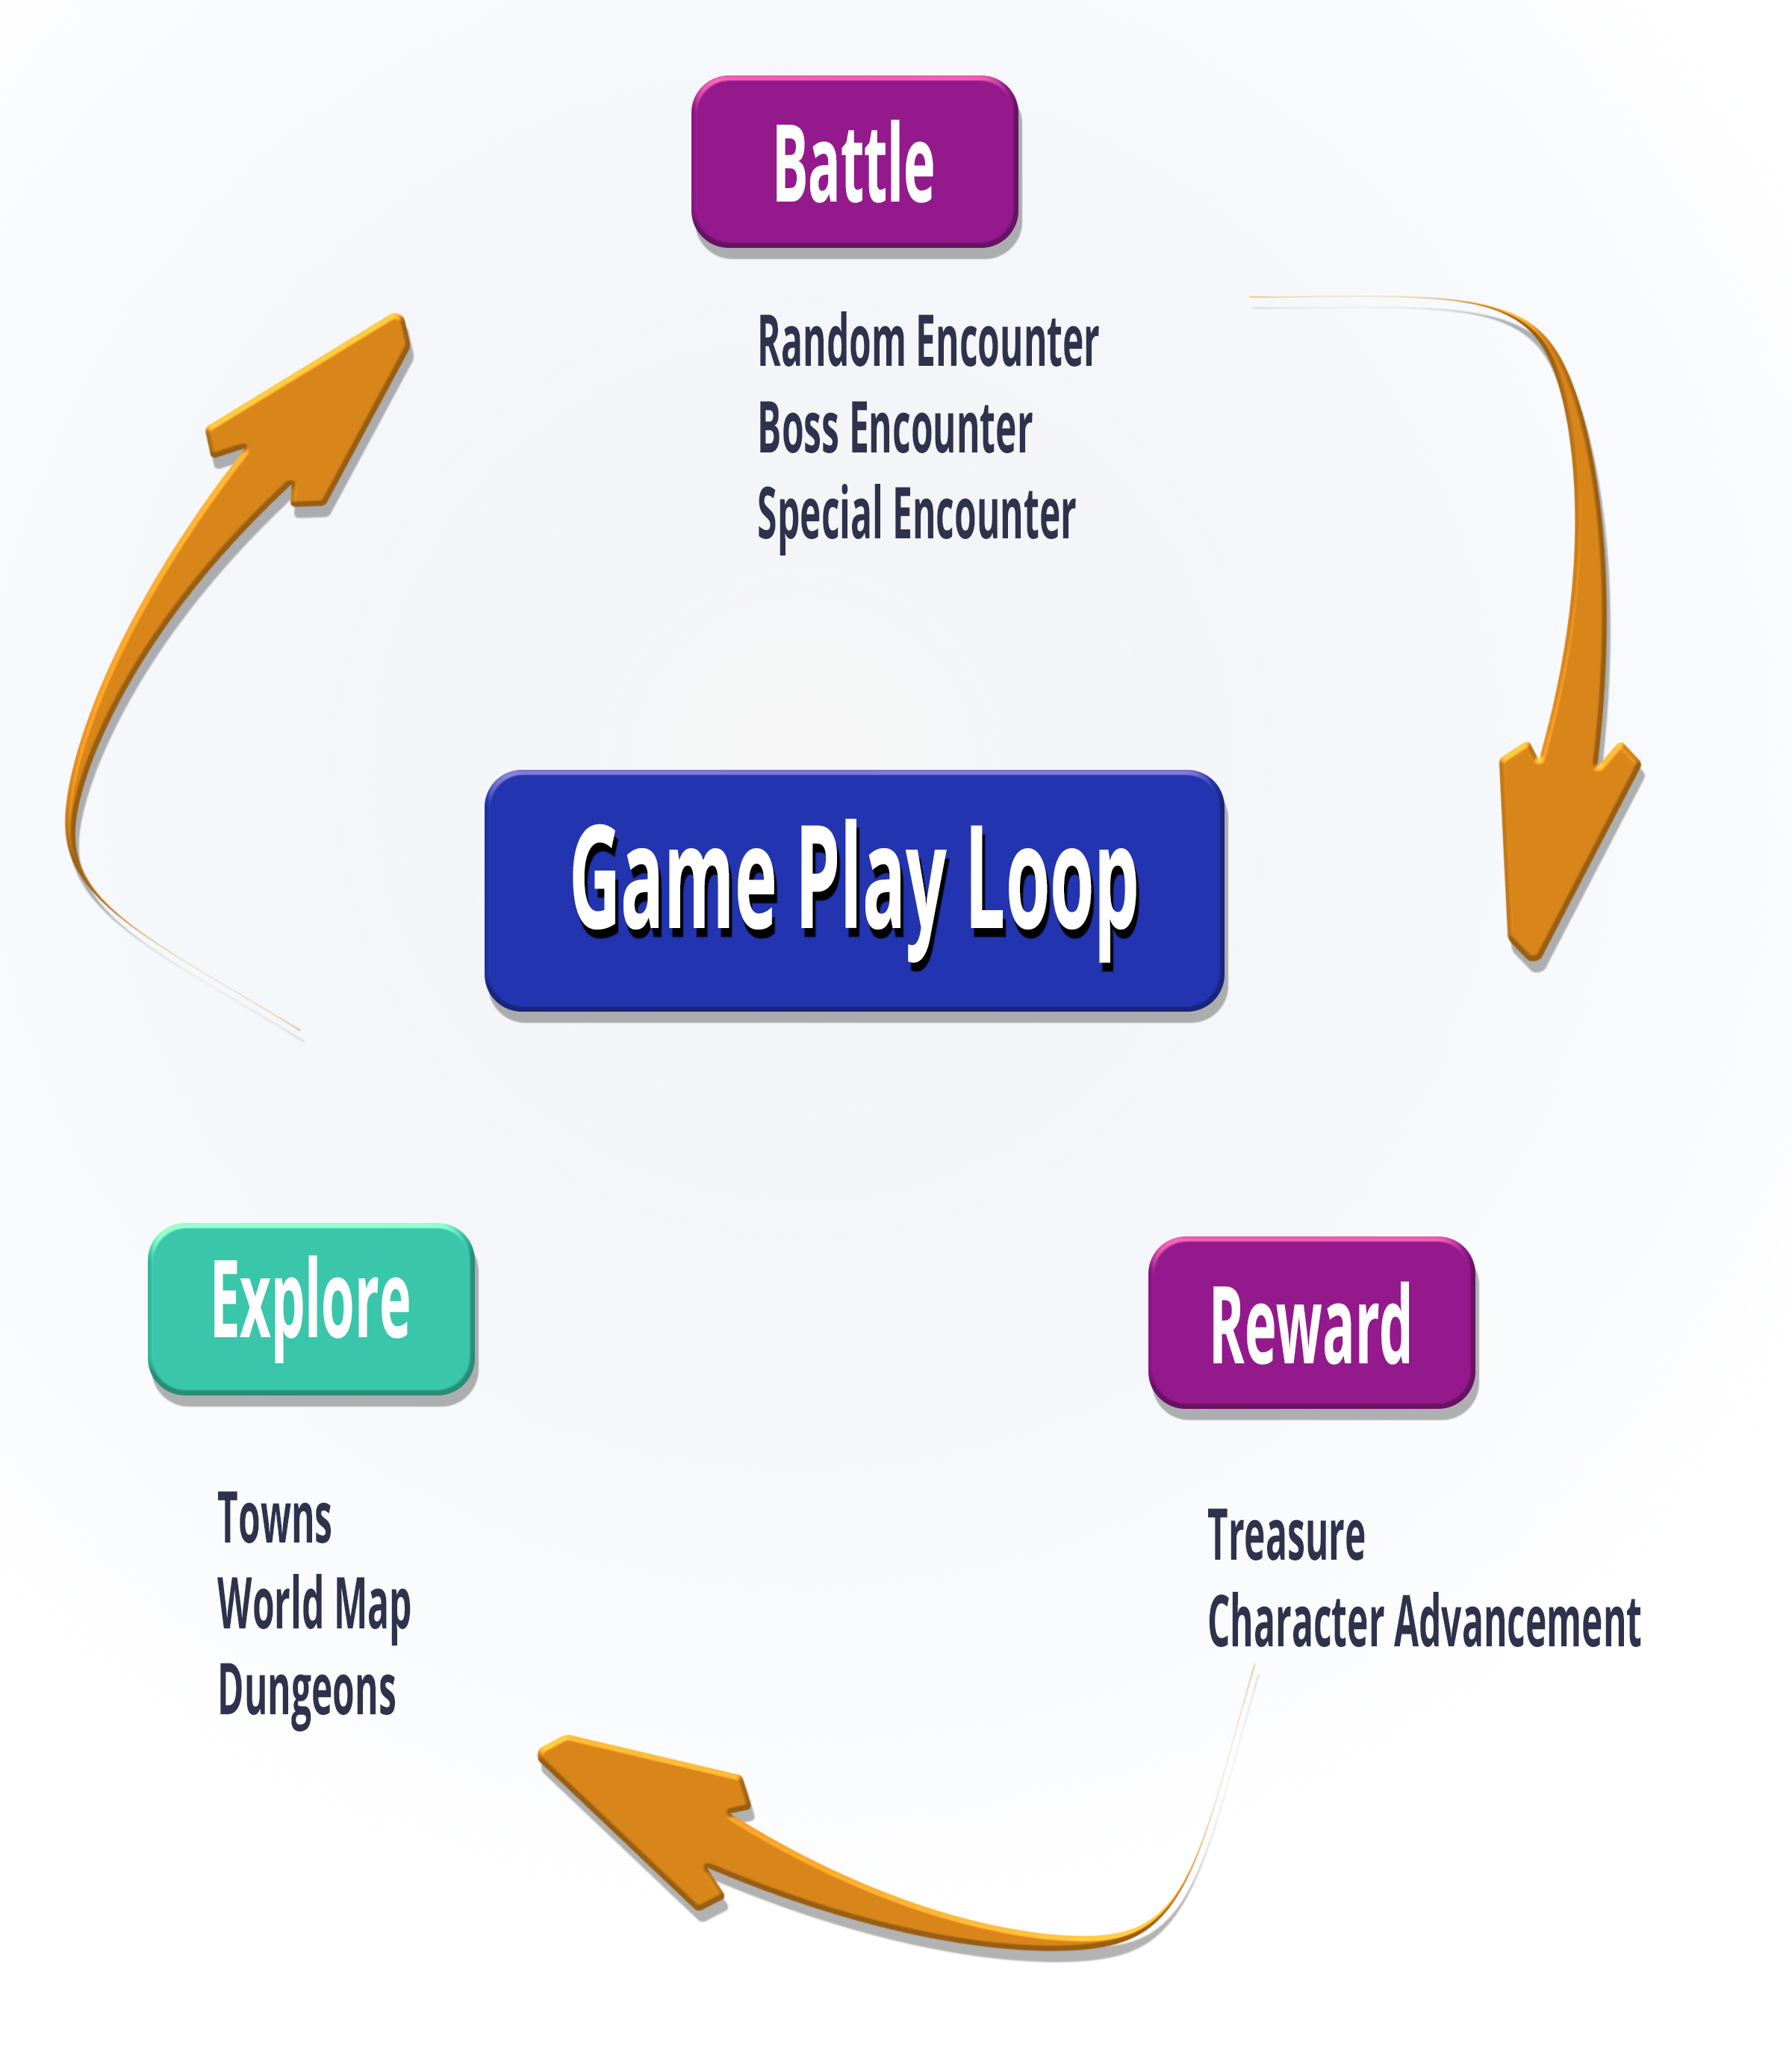 Battle
Random Encounter
Boss Encounter
Special Encounter
Game Play Loop
Explore
Towns
World Map
Dungeons
Reward
Treasure
Character Advancement